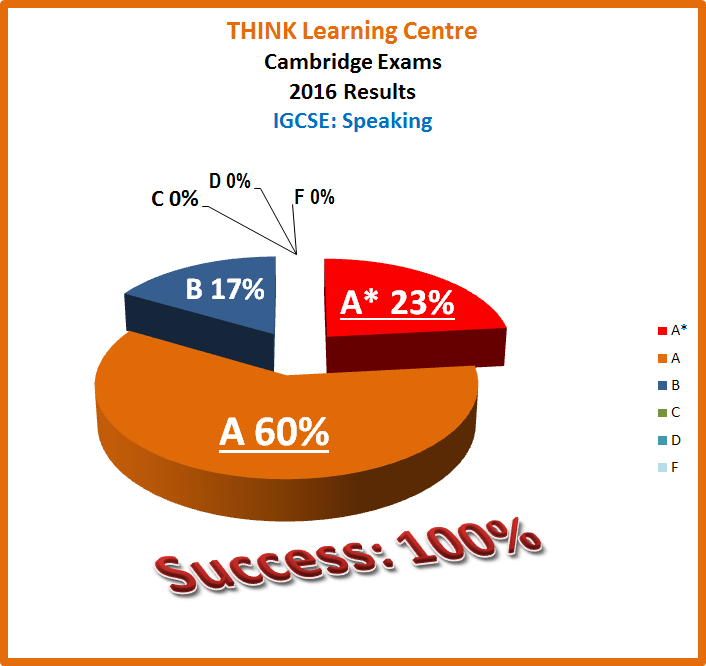 THINK Learning Centre
Cambridge Exams
2016 Results
IGCSE: Speaking
D 0%
C 0%
F 0%
B 17%
A* 23%
A 60%
A*
A
B
C
D
F
Success: 100%